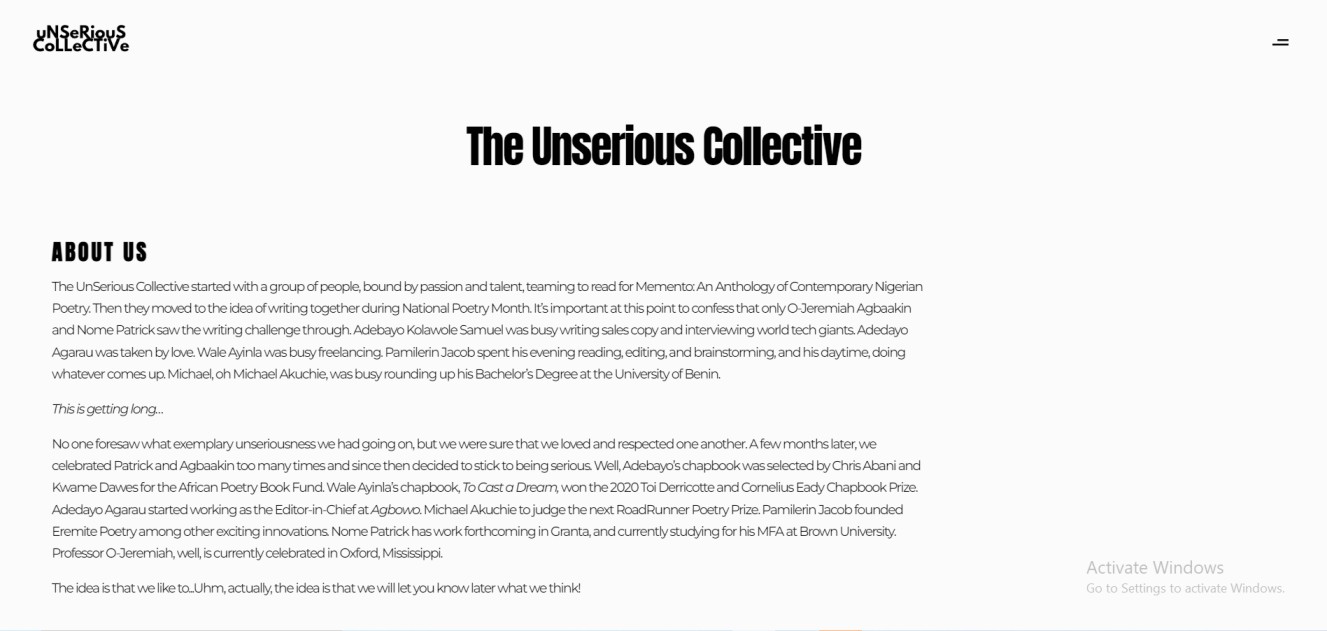 uNSeRiouS
CoLLeCTiVe
The Unserious Collective
ABOUT US
The UnSerious Collective started with a group of people, bound by passion and talent, teaming to read for Memento: An Anthology of Contemporary Nigerian
Poetry. Then they moved to the idea of writing together during National Poetry Month. It's important at this point to confess that only O-Jeremiah Agbaakin
and Nome Patrick saw the writing challenge through. Adebayo Kolawole Samuel was busy writing sales copy and interviewing world tech giants. Adedayo
Agarau was taken by love. Wale Ayinla was busy freelancing. Pamilerin Jacob spent his evening reading, editing, and brainstorming, and his daytime, doing
whatever comes up. Michael, oh Michael Akuchie, was busy rounding up his Bachelor's Degree at the University of Benin.
This is getting long...
No one foresaw what exemplary unseriousness we had going on, but we were sure that we loved and respected one another. A few months later, we
celebrated Patrick and Agbaakin too many times and since then decided to stick to being serious. Well, Adebayo's chapbook was selected by Chris Abani and
Kwame Dawes for the African Poetry Book Fund. Wale Ayinla's chapbook, To Cast a Dream, won the 2020 Toi Derricotte and Cornelius Eady Chapbook Prize.
Adedayo Agarau started working as the Editor-in-Chief at Agbowo. Michael Akuchie to judge the next RoadRunner Poetry Prize. Pamilerin Jacob founded
Eremite Poetry among other exciting innovations. Nome Patrick has work forthcoming in Granta, and currently studying for his MFA at Brown University.
Professor O-Jeremiah, well, is currently celebrated in Oxford, Mississippi.
The idea is that we like to...Uhm, actually, the idea is that we will let you know later what we think!
Activate Windows
Go to Settings to activate Windows.